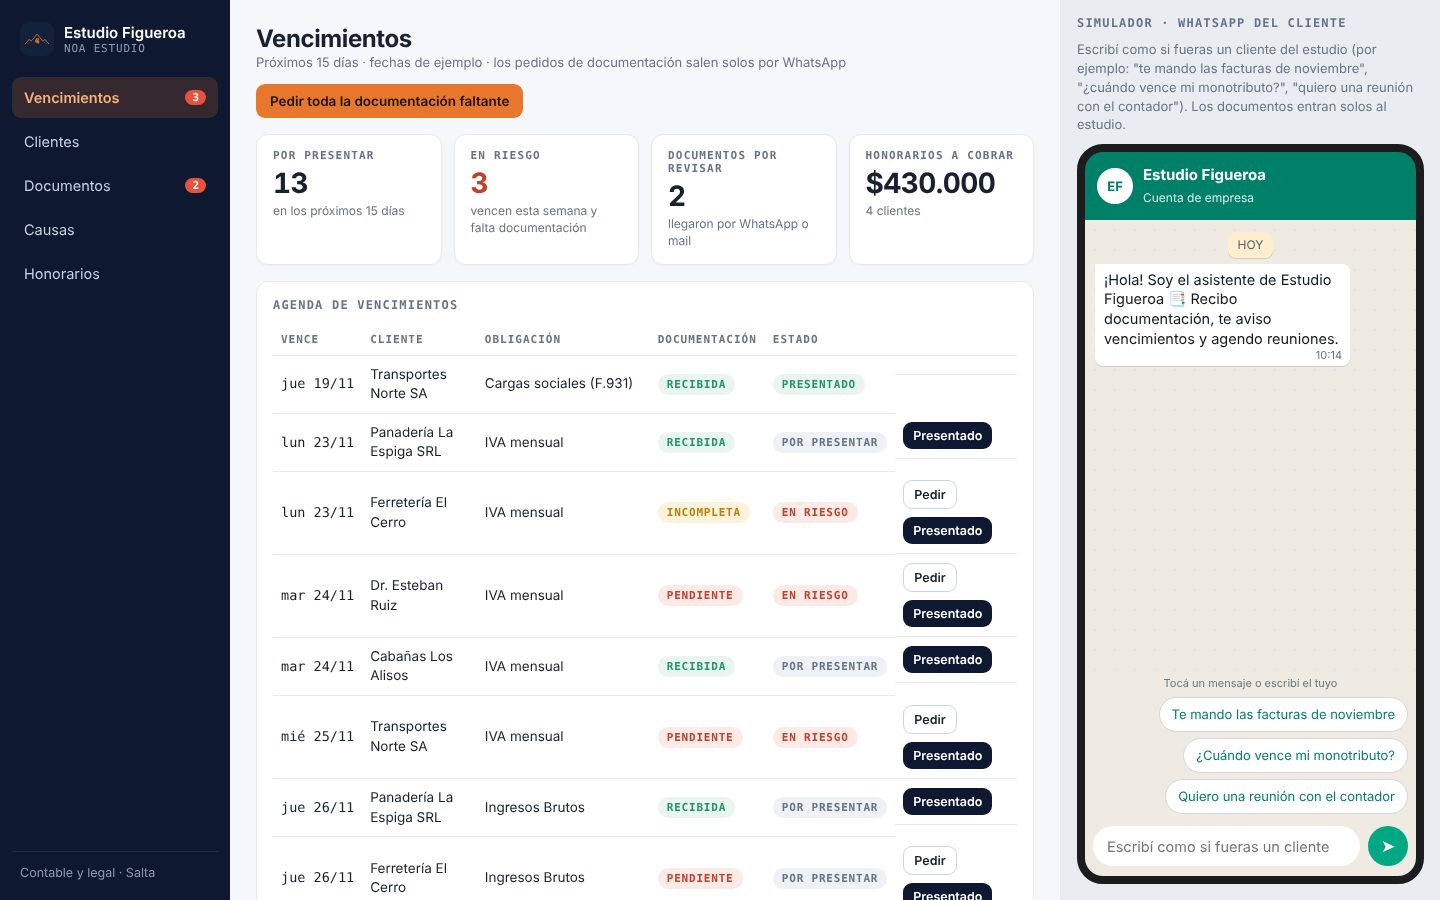 Estudio Figueroa
NOA ESTUDIO
Vencimientos 3
Clientes
Documentos 2
Causas
Honorarios
Contable y legal · Salta
Vencimientos
Próximos 15 días · fechas de ejemplo · los pedidos de documentación salen solos por WhatsApp
Pedir toda la documentación faltante
POR PRESENTAR
13
en los próximos 15 días
EN RIESGO
3
vencen esta semana y
falta documentación
DOCUMENTOS POR
REVISAR
2
llegaron por WhatsApp o
mail
HONORARIOS A COBRAR
$430.000
4 clientes
AGENDA DE VENCIMIENTOS
VENCE CLIENTE OBLIGACIÓN DOCUMENTACIÓN ESTADO
jue 19/11 Transportes Norte SA Cargas sociales (F.931) RECIBIDA PRESENTADO
lun 23/11 Panadería La Espiga SRL IVA mensual RECIBIDA POR PRESENTAR Presentado
lun 23/11 Ferretería El Cerro IVA mensual INCOMPLETA EN RIESGO Pedir Presentado
mar 24/11 Dr. Esteban Ruiz IVA mensual PENDIENTE EN RIESGO Pedir Presentado
mar 24/11 Cabañas Los Alisos IVA mensual RECIBIDA POR PRESENTAR Presentado
mié 25/11 Transportes Norte SA IVA mensual PENDIENTE EN RIESGO Pedir Presentado
jue 26/11 Panadería La Espiga SRL Ingresos Brutos RECIBIDA POR PRESENTAR Presentado
jue 26/11 Ferretería El Cerro Ingresos Brutos PENDIENTE POR PRESENTAR Pedir Presentado
SIMULADOR · WHATSAPP DEL CLIENTE
Escribí como si fueras un cliente del estudio (por
ejemplo: "te mando las facturas de noviembre",
"¿cuándo vence mi monotributo?", "quiero una reunión
con el contador"). Los documentos entran solos al
estudio.
EF
Estudio Figueroa
Cuenta de empresa
HOY
¡Hola! Soy el asistente de Estudio
Figueroa 📑 Recibo
documentación, te aviso
vencimientos y agendo reuniones.
10:14
Tocá un mensaje o escribí el tuyo
Te mando las facturas de noviembre
¿Cuándo vence mi monotributo?
Quiero una reunión con el contador
Escribí como si fueras un cliente